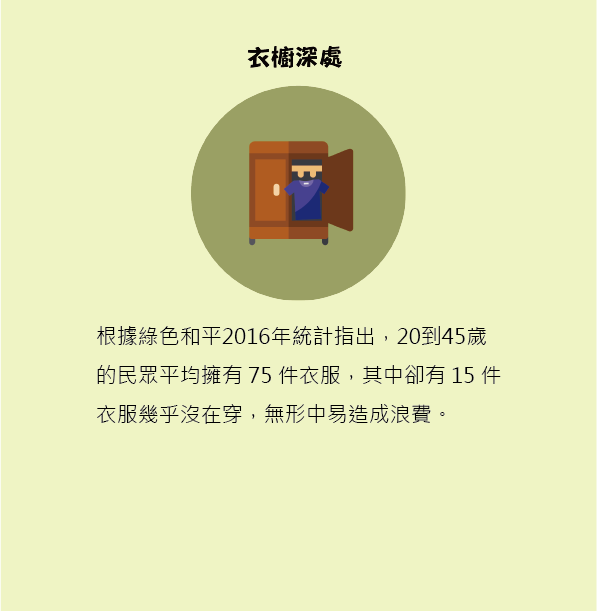 衣櫥深處
根據綠色和平2016年統計指出，20到45歲
的民眾平均擁有 75 件衣服，其中卻有 15 件
衣服幾乎沒在穿，無形中易造成浪費。